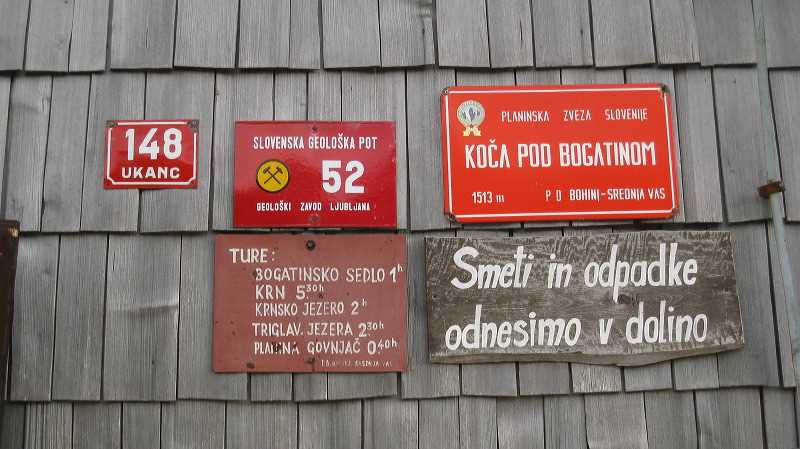 148
UKANC
SLOVENSKA GEOLOŠKA POT
52
GEOLOŠKI ZAVOD LJUBLJANA
PLANINSKA ZVEZA SLOVENIJE
KOČA POD BOGATINOM
1513 m P D BOHINJ-SREDNJA VAS
TURE:
BOGATINSKO SEDLO 1h
KRN 5.30h
KRNSKO JEZERO 2h
TRIGLAV. JEZERA 2.30h
PLANINA GOVNJAČ 0.40h
SREDNJA VAS
Smeti in odpadke
odnesimo v dolino